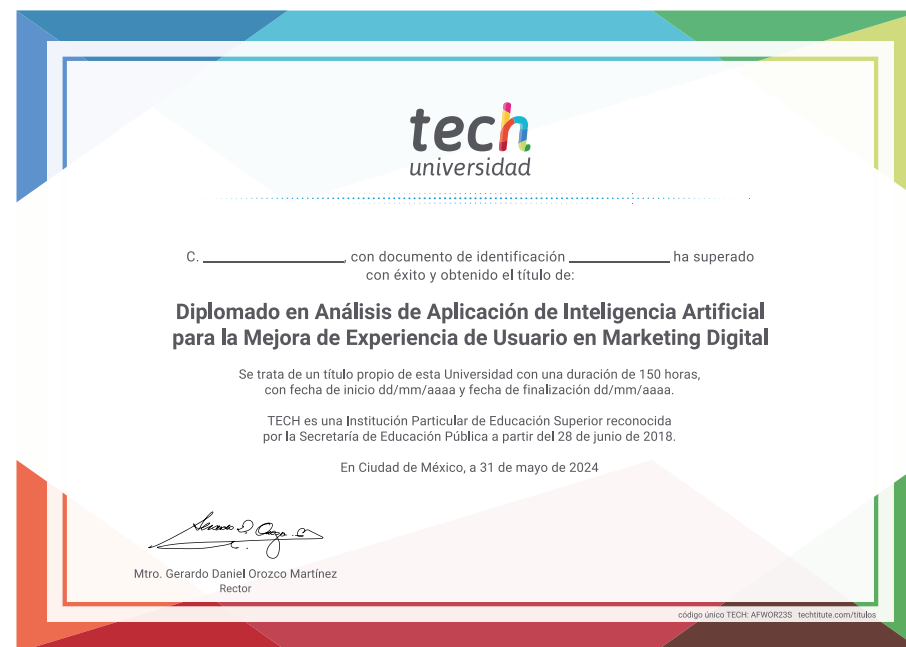 tech
universidad
C. ____________________, con documento de identificación ______________ ha superado
con éxito y obtenido el título de:
Diplomado en Análisis de Aplicación de Inteligencia Artificial
para la Mejora de Experiencia de Usuario en Marketing Digital
Se trata de un título propio de esta Universidad con una duración de 150 horas,
con fecha de inicio dd/mm/aaaa y fecha de finalización dd/mm/aaaa.
TECH es una Institución Particular de Educación Superior reconocida
por la Secretaría de Educación Pública a partir del 28 de junio de 2018.
En Ciudad de México, a 31 de mayo de 2024
Mtro. Gerardo Daniel Orozco Martínez
Rector
código único TECH: AFWOR23S techtitute.com/titulos